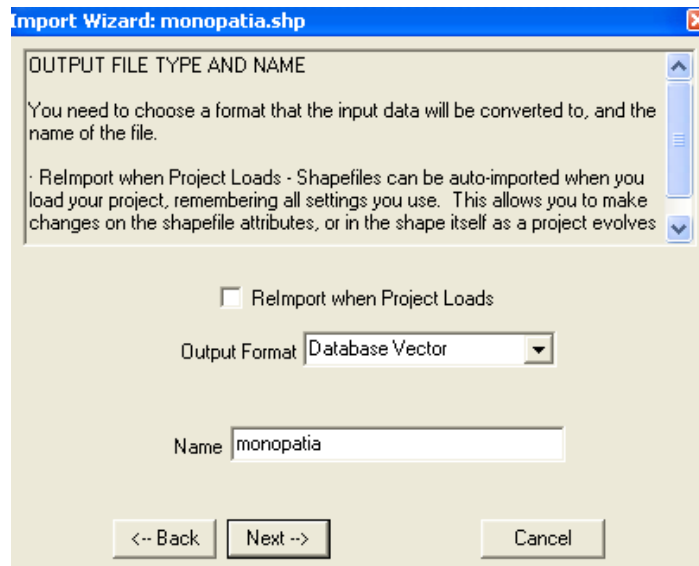 Import Wizard: monopatia.shp
OUTPUT FILE TYPE AND NAME
You need to choose a format that the input data will be converted to, and the
name of the file.
· ReImport when Project Loads - Shapefiles can be auto-imported when you
load your project, remembering all settings you use.  This allows you to make
changes on the shapefile attributes, or in the shape itself as a project evolves
ReImport when Project Loads
Output Format Database Vector
Name monopatia
<-- Back Next --> Cancel